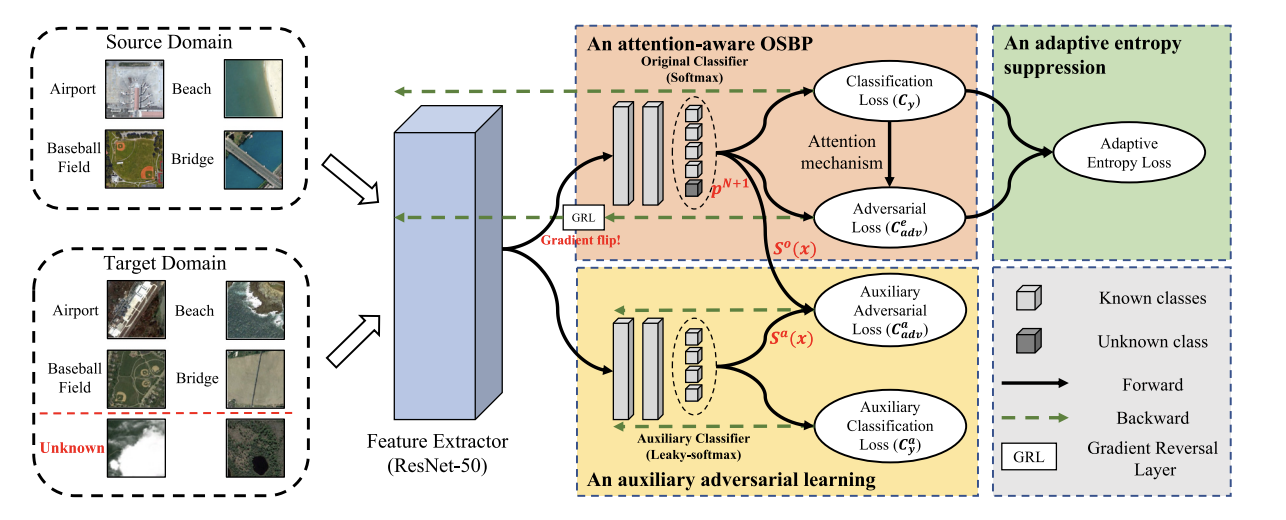 Source Domain
Airport
Beach
Baseball
Field
Bridge
Target Domain
Airport
Beach
Baseball
Field
Bridge
Unknown
Feature Extractor
(ResNet-50)
An attention-aware OSBP
Original Classifier
(Softmax)
p^{N+1}
GRL
Gradient flip!
Classification
Loss (C_y)
Attention
mechanism
Adversarial
Loss (C^e_{adv})
S^o(x)
An adaptive entropy
suppression
Adaptive
Entropy Loss
Auxiliary
Adversarial
Loss (C^a_{adv})
S^a(x)
Auxiliary
Classification
Loss (C^a_y)
Auxiliary Classifier
(Leaky-softmax)
An auxiliary adversarial learning
Known classes
Unknown class
Forward
Backward
GRL
Gradient Reversal
Layer